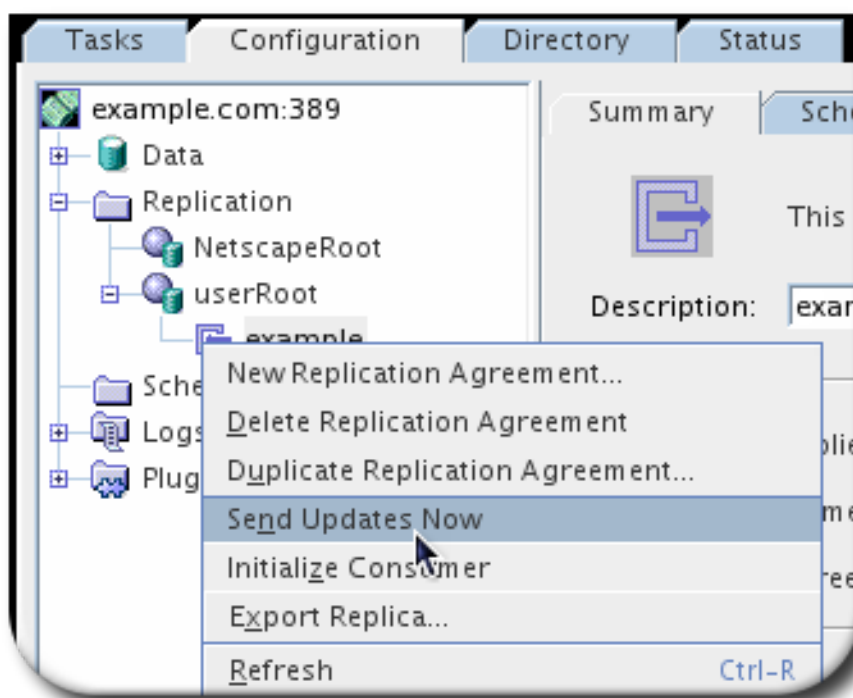 Tasks Configuration Directory Status
example.com:389
Data
Replication
NetscapeRoot
userRoot
example
Logs
Summary
This
Description:
New Replication Agreement...
Delete Replication Agreement
Duplicate Replication Agreement...
Send Updates Now
Initialize Consumer
Export Replica...
Refresh Ctrl-R